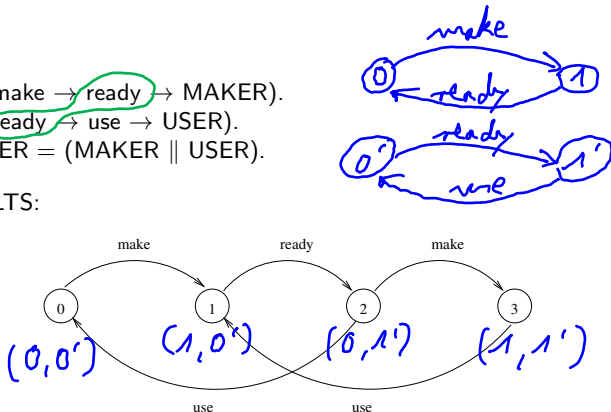 make → ready → MAKER).
eady → use → USER).
ER = (MAKER ∥ USER).
LTS:
make
0 1
ready
ready
0' 1'
use
make ready make
0 1 2 3
(0,0') (1,0') (0,1') (1,1')
use use